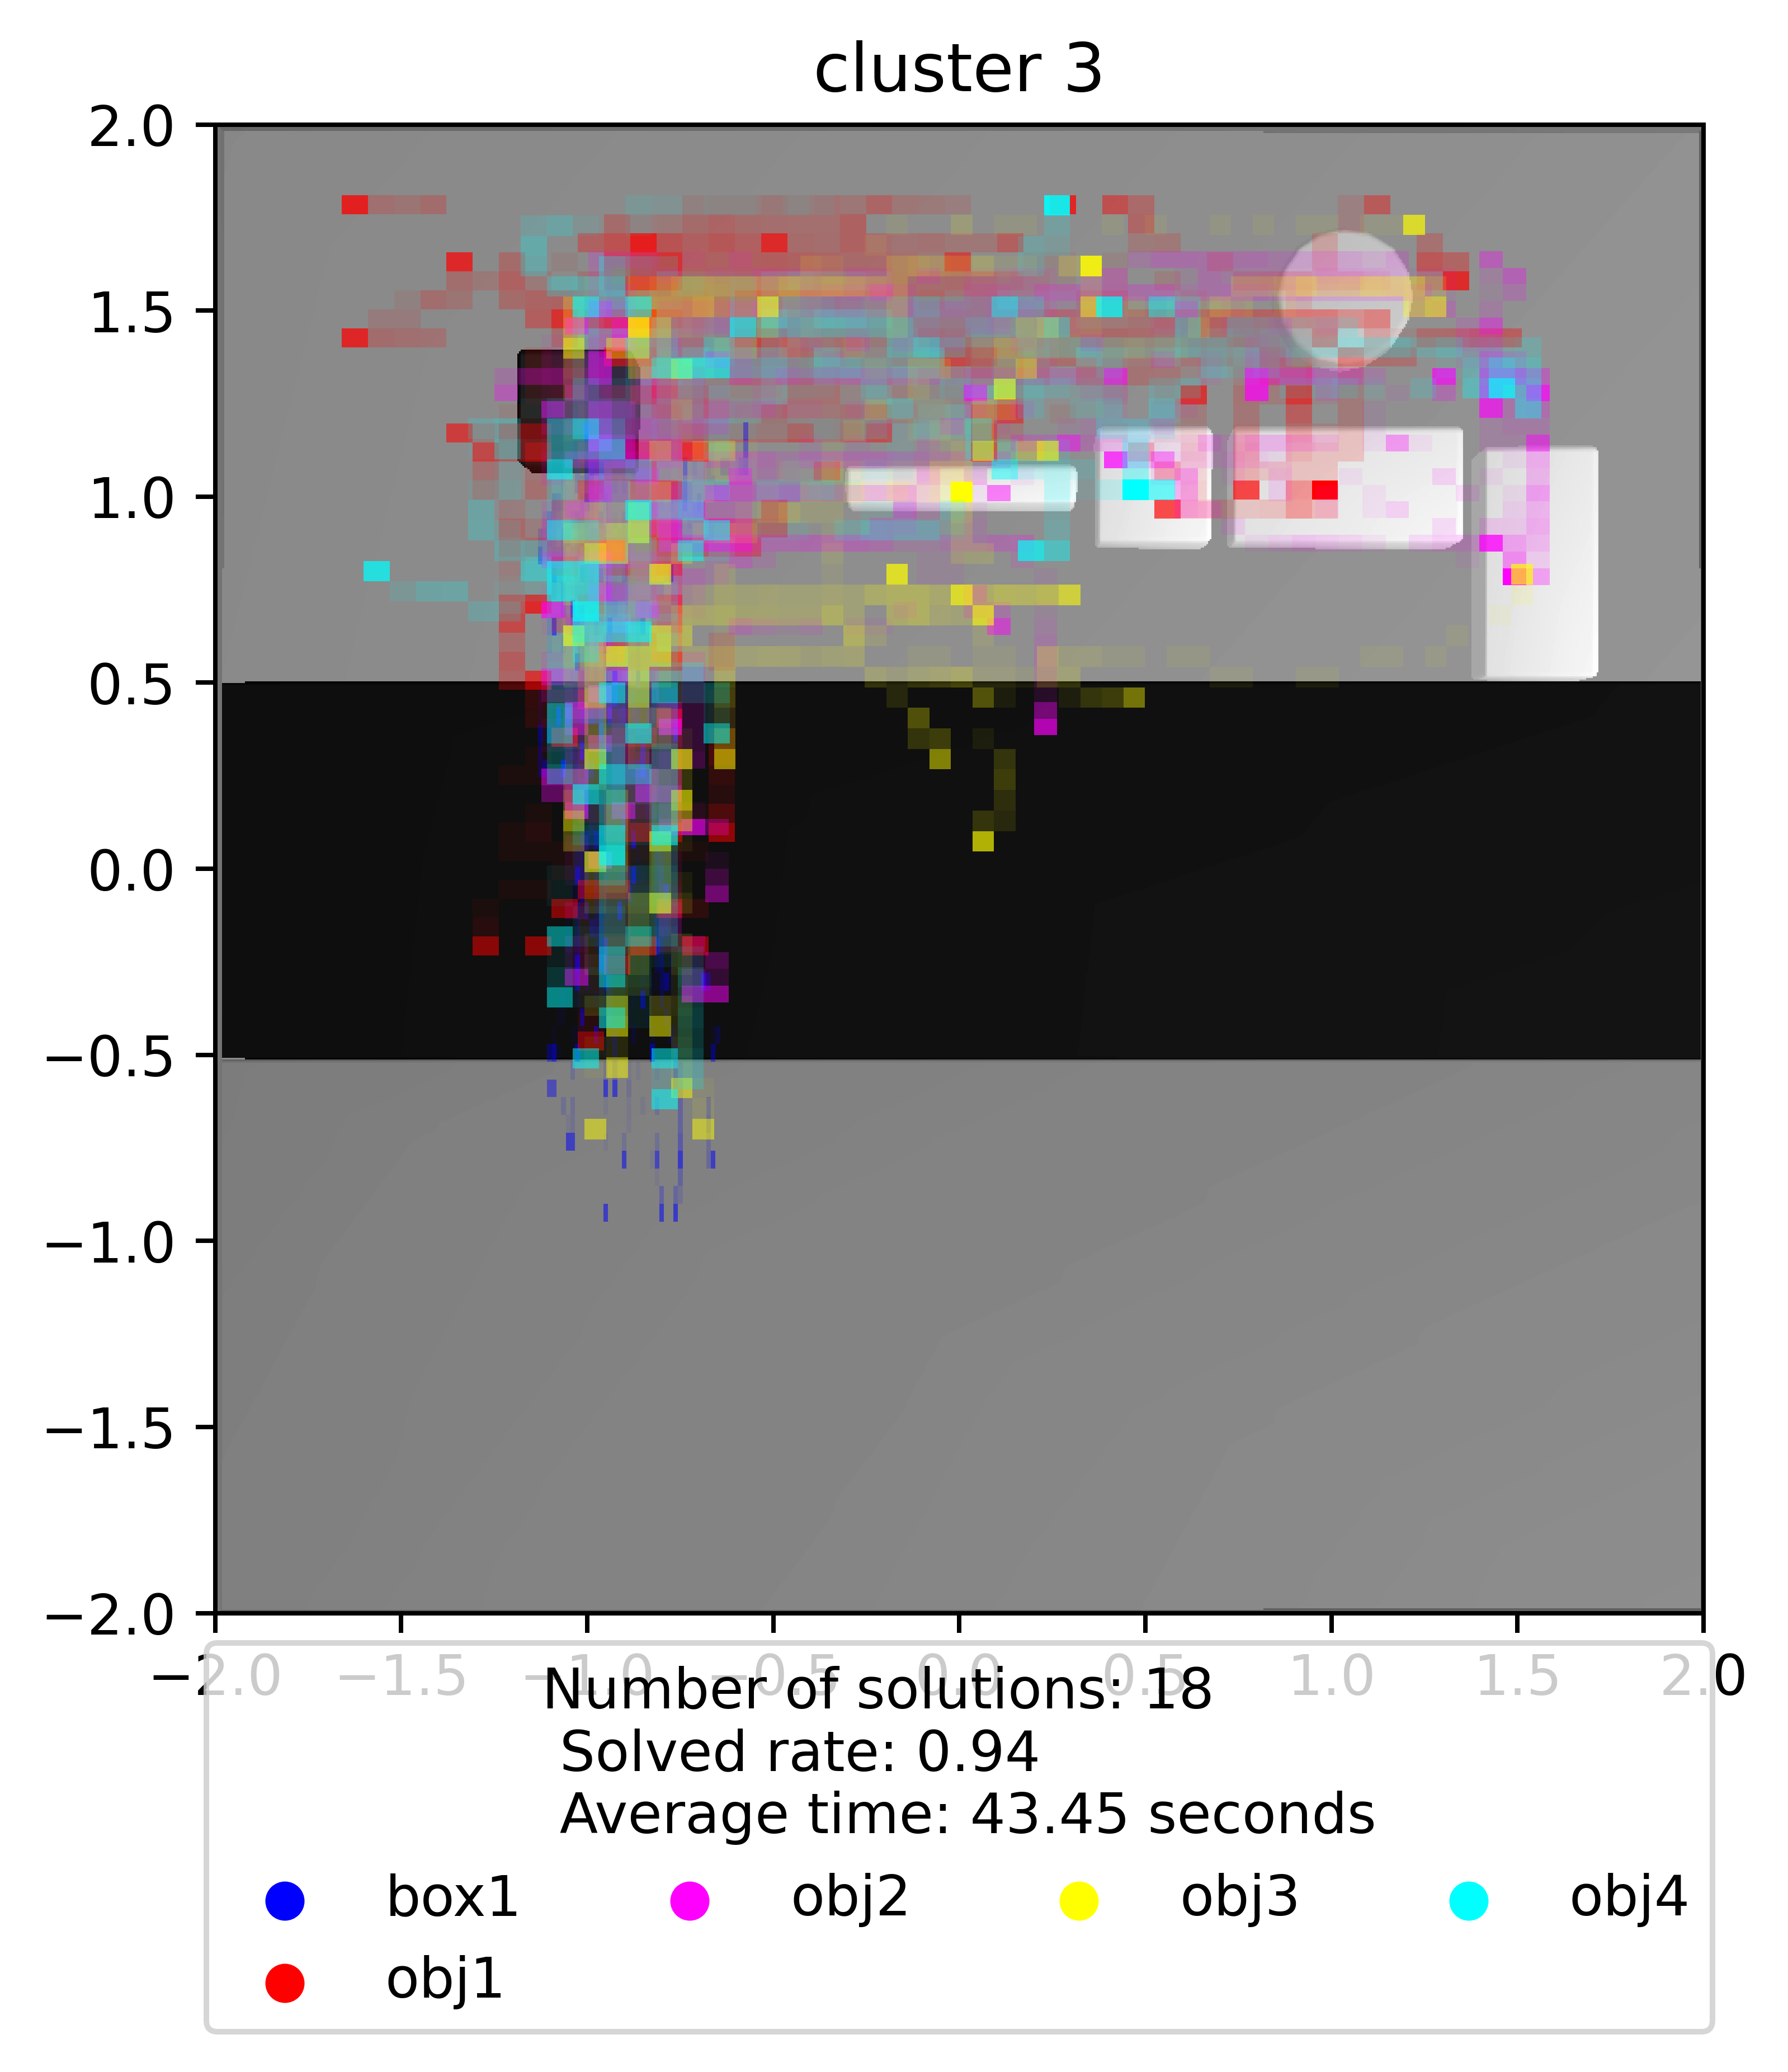 cluster 3
2.0
1.5
1.0
0.5
0.0
−0.5
−1.0
−1.5
−2.0
−2.0 −1.5 −1.0 −0.5 0.0 0.5 1.0 1.5 2.0
Number of solutions: 18
Solved rate: 0.94
Average time: 43.45 seconds
box1 obj2 obj3 obj4
obj1